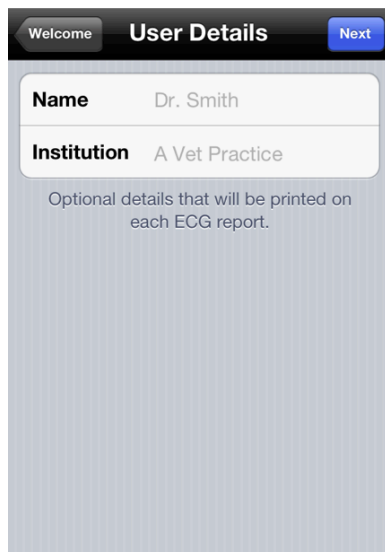 Welcome User Details Next
Name Dr. Smith
Institution A Vet Practice
Optional details that will be printed on
each ECG report.